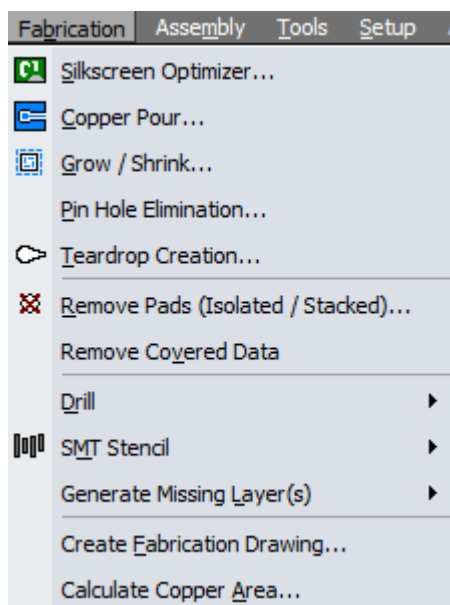 Fabrication Assembly Tools Setup
Silkscreen Optimizer...
Copper Pour...
Grow / Shrink...
Pin Hole Elimination...
Teardrop Creation...
Remove Pads (Isolated / Stacked)...
Remove Covered Data
Drill
SMT Stencil
Generate Missing Layer(s)
Create Fabrication Drawing...
Calculate Copper Area...